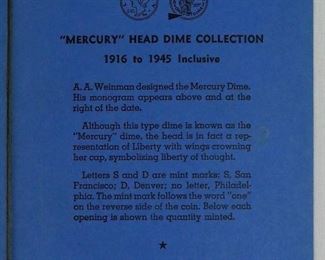 "MERCURY" HEAD DIME COLLECTION
1916 to 1945 Inclusive
A. A. Weinman designed the Mercury Dime.
His monogram appears above and at the
right of the date.
Although this type dime is known as the
"Mercury" dime, the head is in fact a rep-
resentation of Liberty with wings crowning
her cap, symbolizing liberty of thought.
Letters S and D are mint marks; S, San
Francisco; D, Denver; no letter, Philadel-
phia. The mint mark follows the word "one"
on the reverse side of coin. Below each
opening is shown the quantity minted.